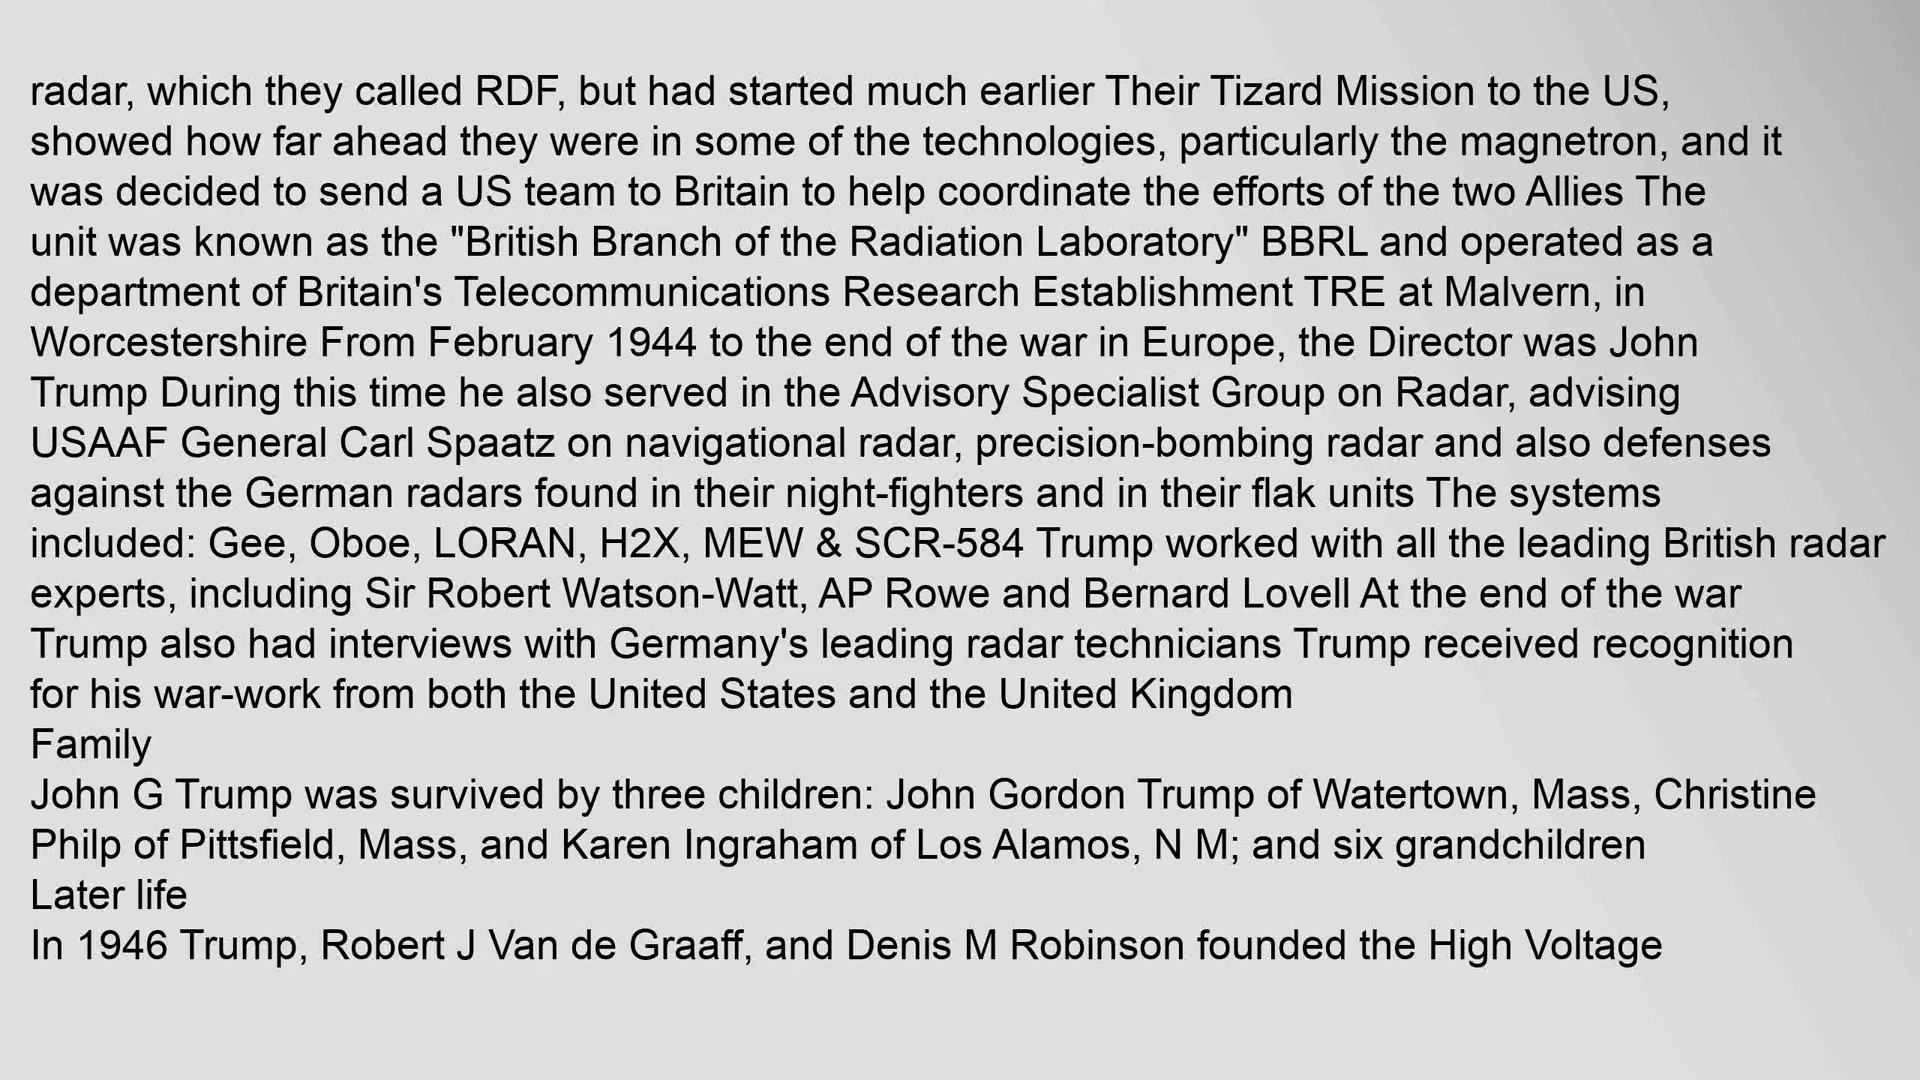 radar, which they called RDF, but had started much earlier Their Tizard Mission to the US,
showed how far ahead they were in some of the technologies, particularly the magnetron, and it
was decided to send a US team to Britain to help coordinate the efforts of the two Allies The
unit was known as the "British Branch of the Radiation Laboratory" BBRL and operated as a
department of Britain's Telecommunications Research Establishment TRE at Malvern, in
Worcestershire From February 1944 to the end of the war in Europe, the Director was John
Trump During this time he also served in the Advisory Specialist Group on Radar, advising
USAAF General Carl Spaatz on navigational radar, precision-bombing radar and also defenses
against the German radars found in their night-fighters and in their flak units The systems
included: Gee, Oboe, LORAN, H2X, MEW & SCR-584 Trump worked with all the leading British radar
experts, including Sir Robert Watson-Watt, AP Rowe and Bernard Lovell At the end of the war
Trump also had interviews with Germany's leading radar technicians Trump received recognition
for his war-work from both the United States and the United Kingdom
Family
John G Trump was survived by three children: John Gordon Trump of Watertown, Mass, Christine
Philp of Pittsfield, Mass, and Karen Ingraham of Los Alamos, N M; and six grandchildren
Later life
In 1946 Trump, Robert J Van de Graaff, and Denis M Robinson founded the High Voltage